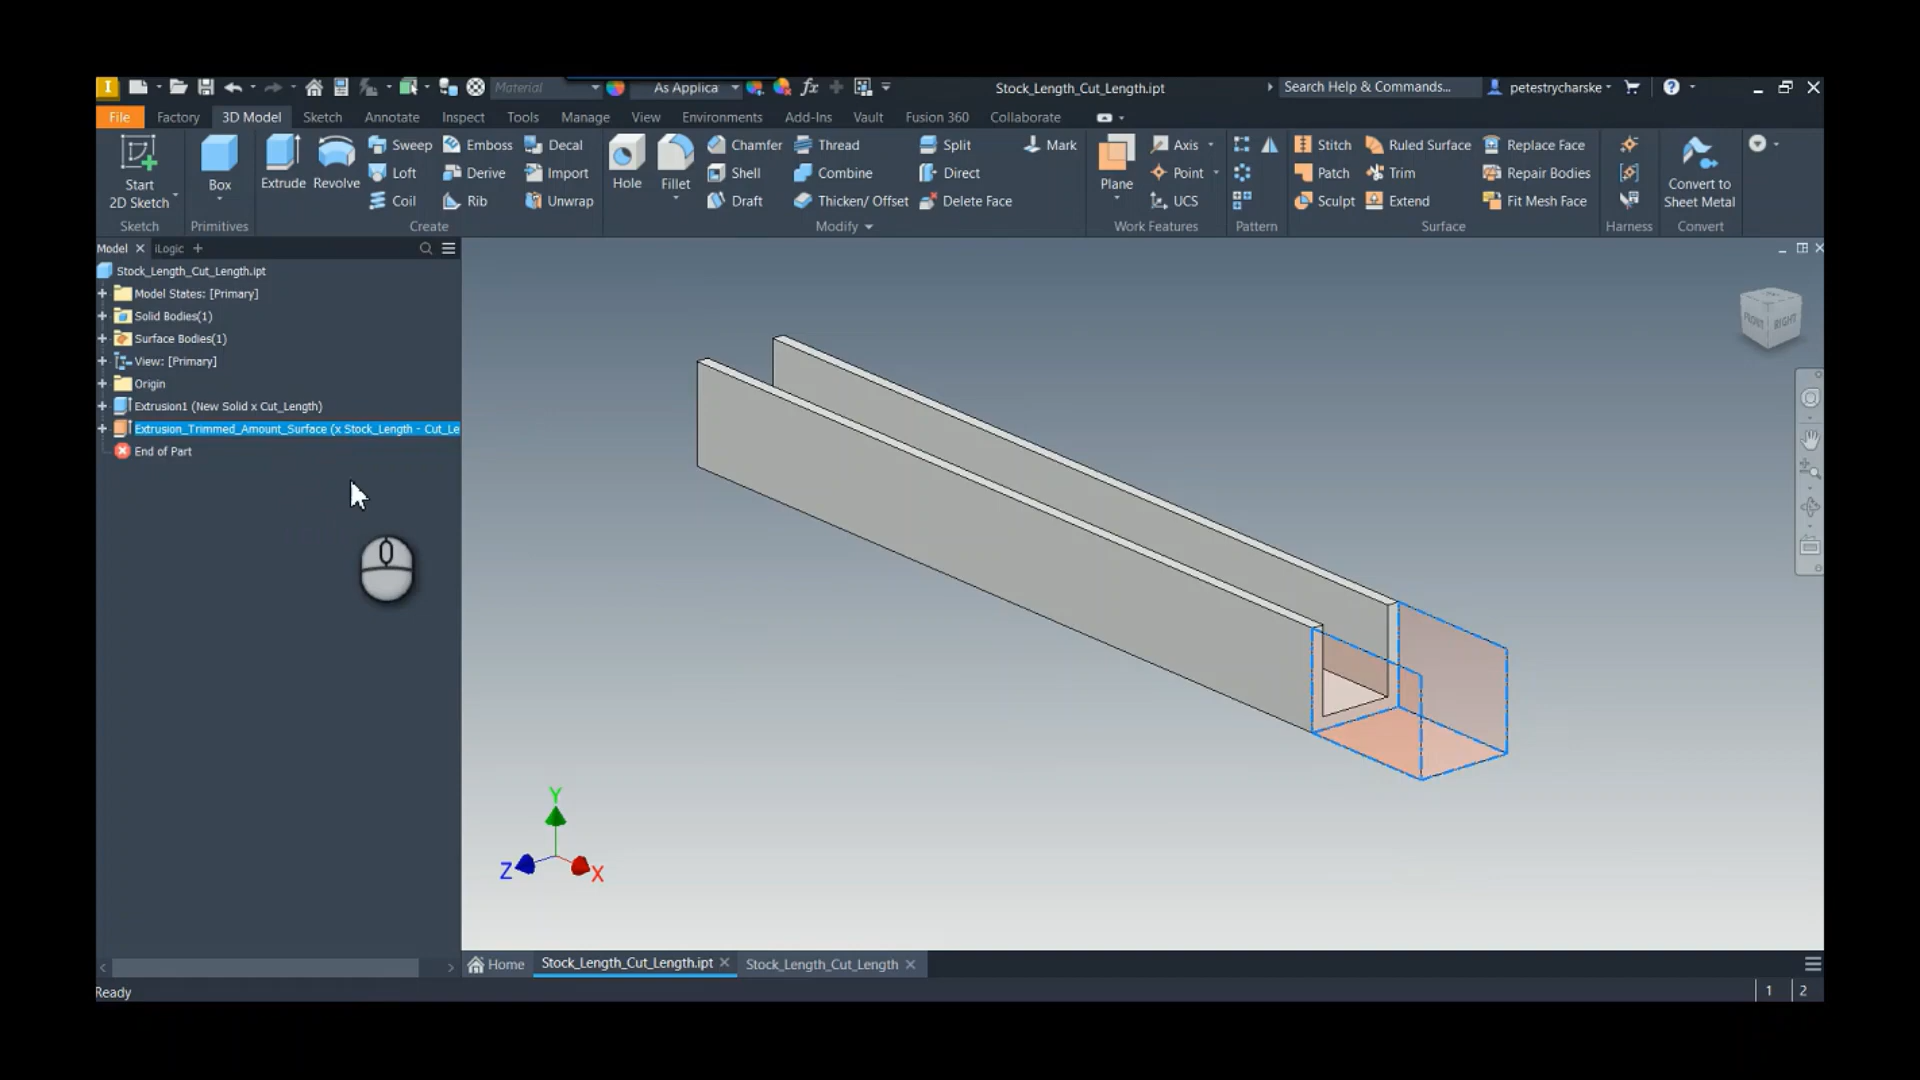 I Material As Applica fx Stock_Length_Cut_Length.ipt Search Help & Commands... petestrycharske ?
File Factory 3D Model Sketch Annotate Inspect Tools Manage View Environments Add-Ins Vault Fusion 360 Collaborate
Start
2D Sketch
Box
Extrude
Revolve
Sweep
Loft
Coil
Emboss
Derive
Rib
Decal
Import
Unwrap
Hole
Fillet
Chamfer
Shell
Draft
Thread
Combine
Thicken/ Offset
Split
Direct
Delete Face
Mark
Plane
Axis
Point
UCS
Stitch
Patch
Sculpt
Ruled Surface
Trim
Extend
Replace Face
Repair Bodies
Fit Mesh Face
Convert to
Sheet Metal
Sketch Primitives Create Modify Work Features Pattern Surface Harness Convert
Model iLogic
Stock_Length_Cut_Length.ipt
Model States: [Primary]
Solid Bodies(1)
Surface Bodies(1)
View: [Primary]
Origin
Extrusion1 (New Solid x Cut_Length)
Extrusion_Trimmed_Amount_Surface (x Stock_Length - Cut_Le
End of Part
FRONT RIGHT
Y
Z
X
Home Stock_Length_Cut_Length.ipt Stock_Length_Cut_Length
Ready
1 2